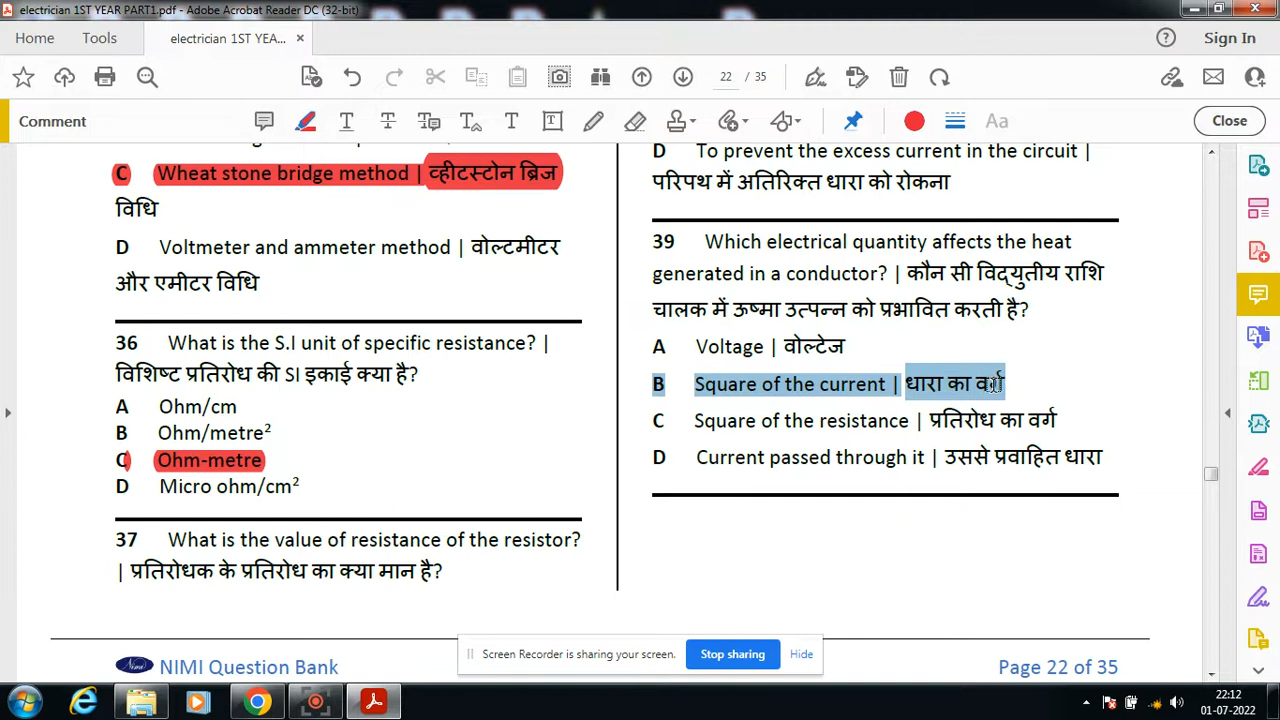 electrician 1ST YEAR PART1.pdf - Adobe Acrobat Reader DC (32-bit)
Home
Tools
electrician 1ST YEA...
Sign In
22 / 35
Comment
Aa
Close
C Wheat stone bridge method | व्हीटस्टोन ब्रिज
विधि
D Voltmeter and ammeter method | वोल्टमीटर
और एमीटर विधि
36 What is the S.I unit of specific resistance? |
विशिष्ट प्रतिरोध की SI इकाई क्या है?
A Ohm/cm
B Ohm/metre²
C Ohm-metre
D Micro ohm/cm²
37 What is the value of resistance of the resistor?
| प्रतिरोधक के प्रतिरोध का क्या मान है?
D To prevent the excess current in the circuit |
परिपथ में अतिरिक्त धारा को रोकना
39 Which electrical quantity affects the heat
generated in a conductor? | कौन सी विद्युतीय राशि
चालक में ऊष्मा उत्पन्न को प्रभावित करती है?
A Voltage | वोल्टेज
B Square of the current | धारा का वर्ग
C Square of the resistance | प्रतिरोध का वर्ग
D Current passed through it | उससे प्रवाहित धारा
Nimi NIMI Question Bank
Page 22 of 35
Screen Recorder is sharing your screen.
Stop sharing
Hide
22:12
01-07-2022